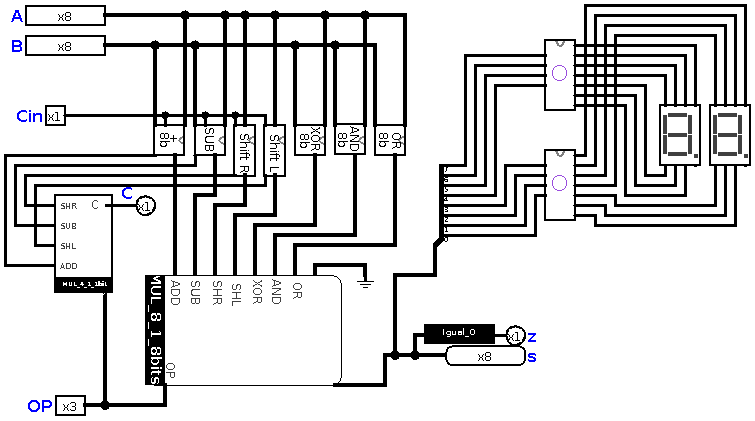 A x8
B x8
Cin x1
+ 8b
SUB
Shift R
Shift L
XOR 8b
AND 8b
OR 8b
C
SHR C x1
SUB
SHL
ADD
MUL_4_1_1bit
MUL_8_1_8bits
ADD SUB SHR SHL XOR AND OR
OP
Igual_0 x1 z
x8 s
OP x3